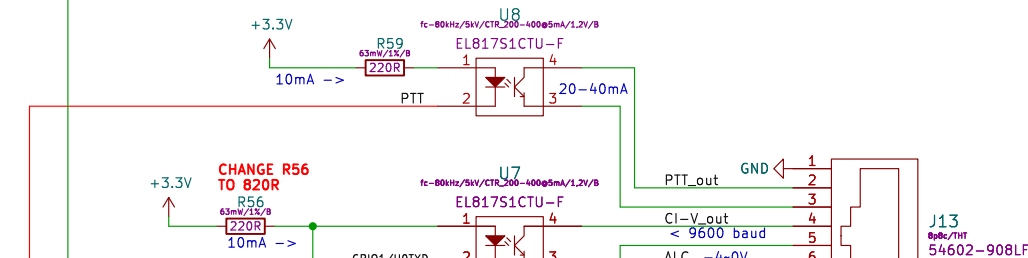 U8
fc-80kHz/5kV/CTR_200-400@5mA/1,2V/B
+3.3V
R59
EL817S1CTU-F
63mW/1%/B
220R
1
4
10mA ->
20-40mA
PTT
2
3
CHANGE R56
TO 820R
U7
GND
1
+3.3V
fc-80kHz/5kV/CTR_200-400@5mA/1,2V/B
PTT_out
2
R56
EL817S1CTU-F
3
63mW/1%/B
220R
1
4
CI-V_out
4
J13
10mA ->
< 9600 baud
8p8c/THT
5
54602-908LF
2
3
6